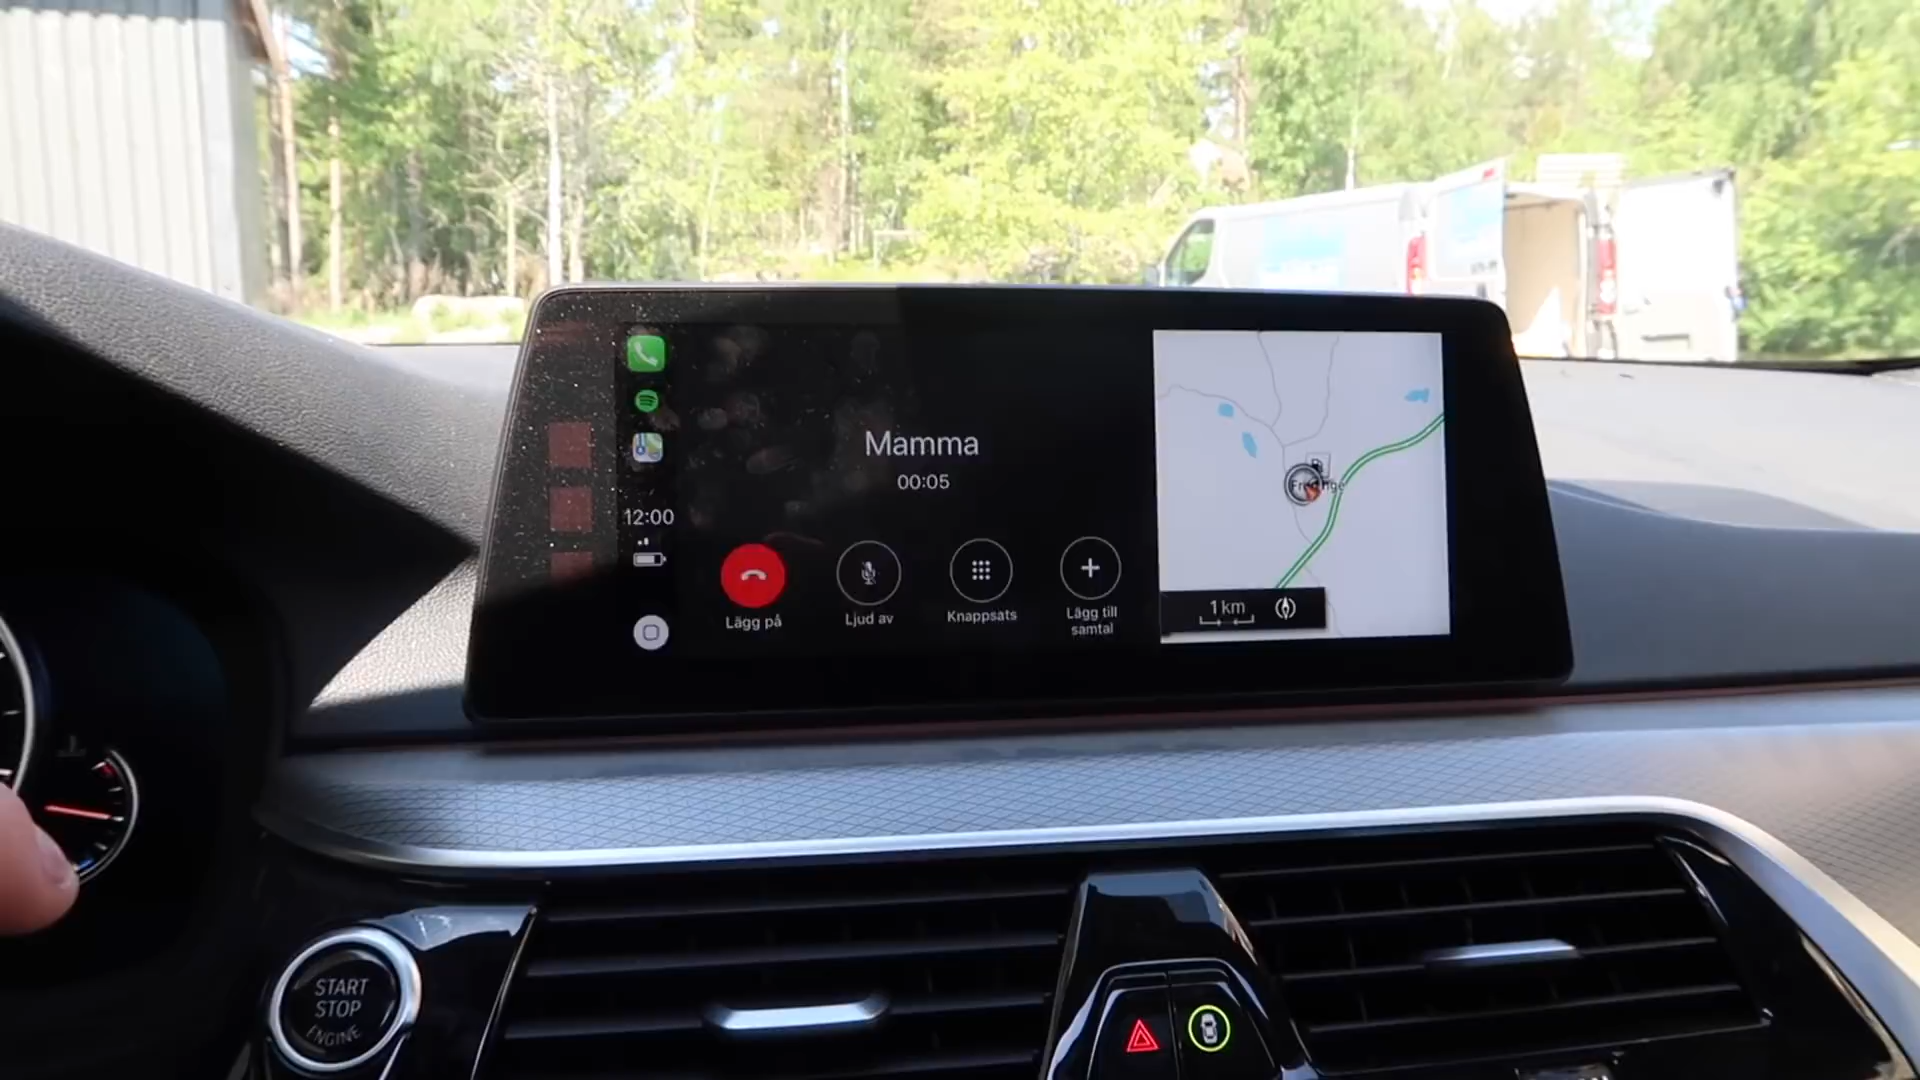 Mamma
00:05
12:00
Lägg på
Ljud av
Knappsats
Lägg till
samtal
1 km
START
STOP
ENGINE